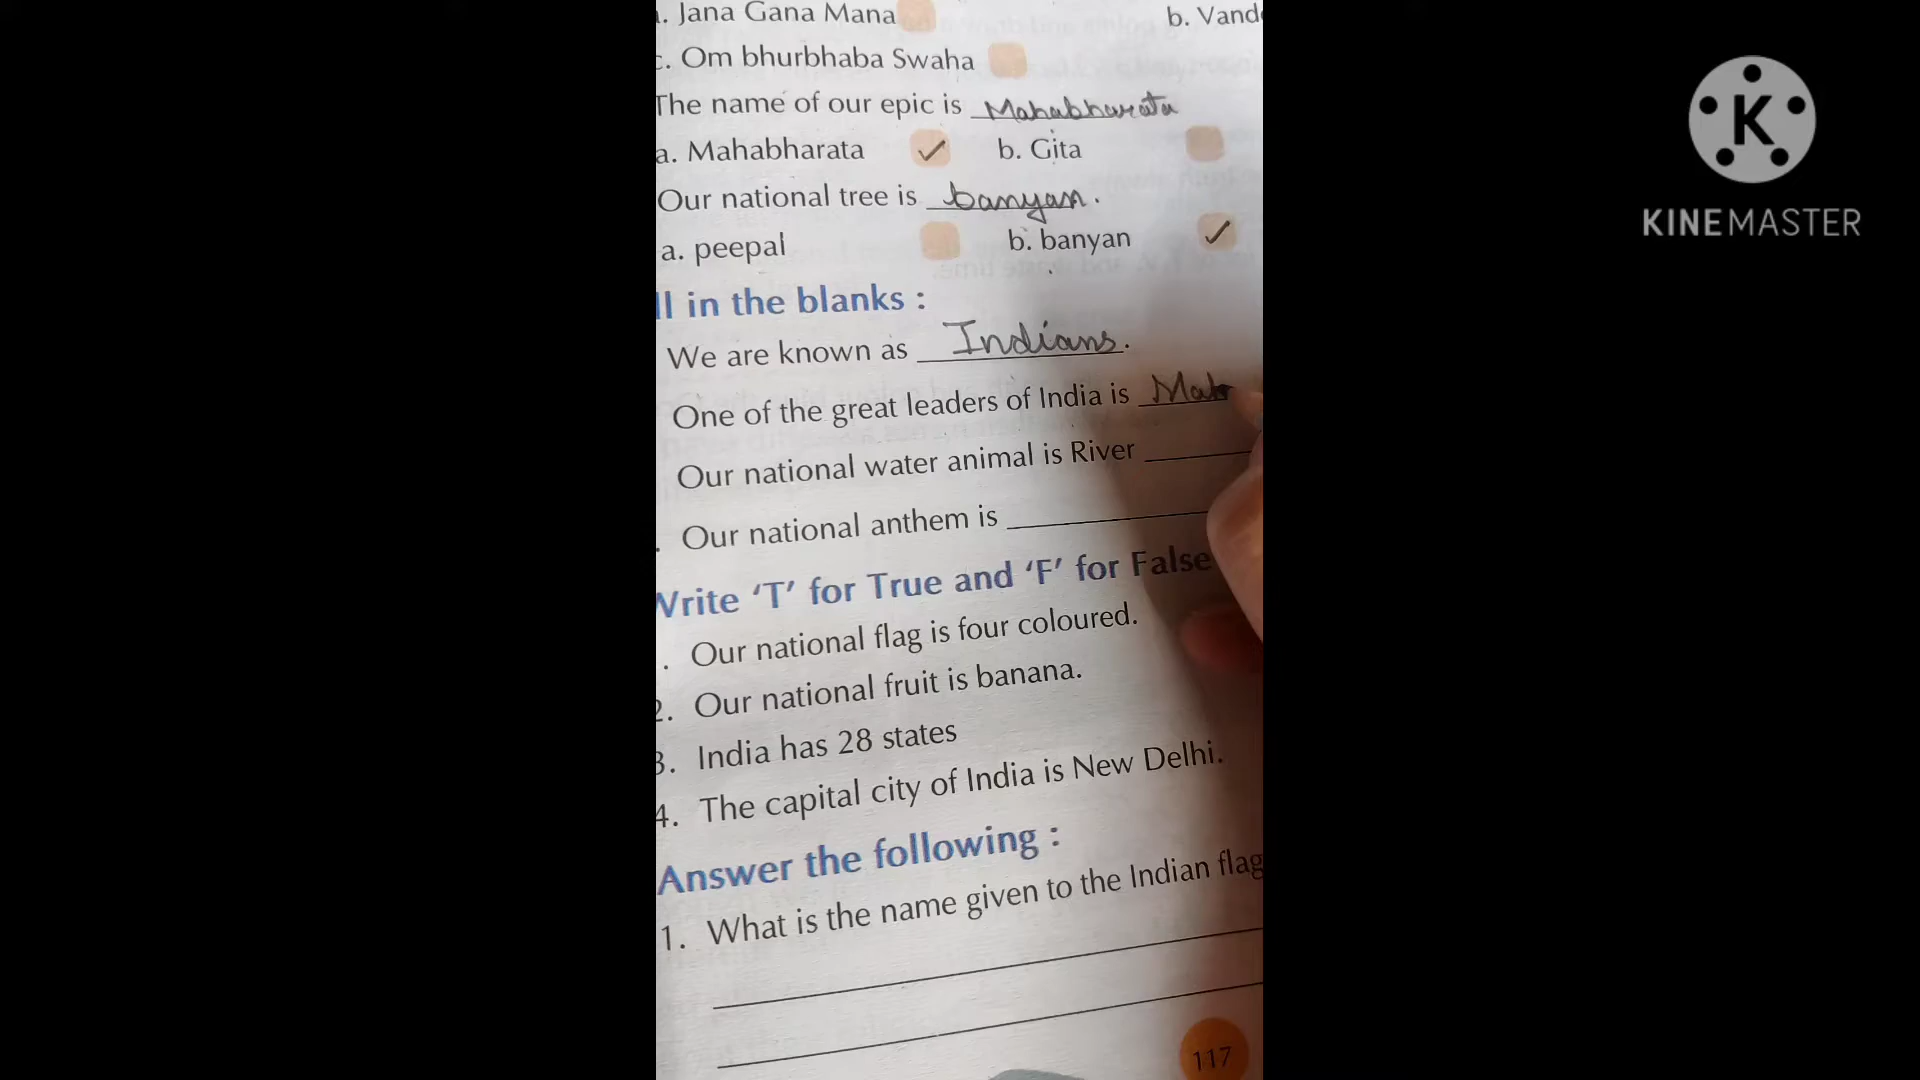 . Jana Gana Mana b. Vand
c. Om bhurbhaba Swaha
The name of our epic is Mahabharata
a. Mahabharata ✓ b. Gita
Our national tree is banyan.
a. peepal b. banyan ✓
ll in the blanks :
We are known as Indians.
One of the great leaders of India is Mah
Our national water animal is River
. Our national anthem is
Write ‘T’ for True and ‘F’ for False
. Our national flag is four coloured.
2. Our national fruit is banana.
3. India has 28 states
4. The capital city of India is New Delhi.
Answer the following :
1. What is the name given to the Indian flag
117
K
KINEMASTER